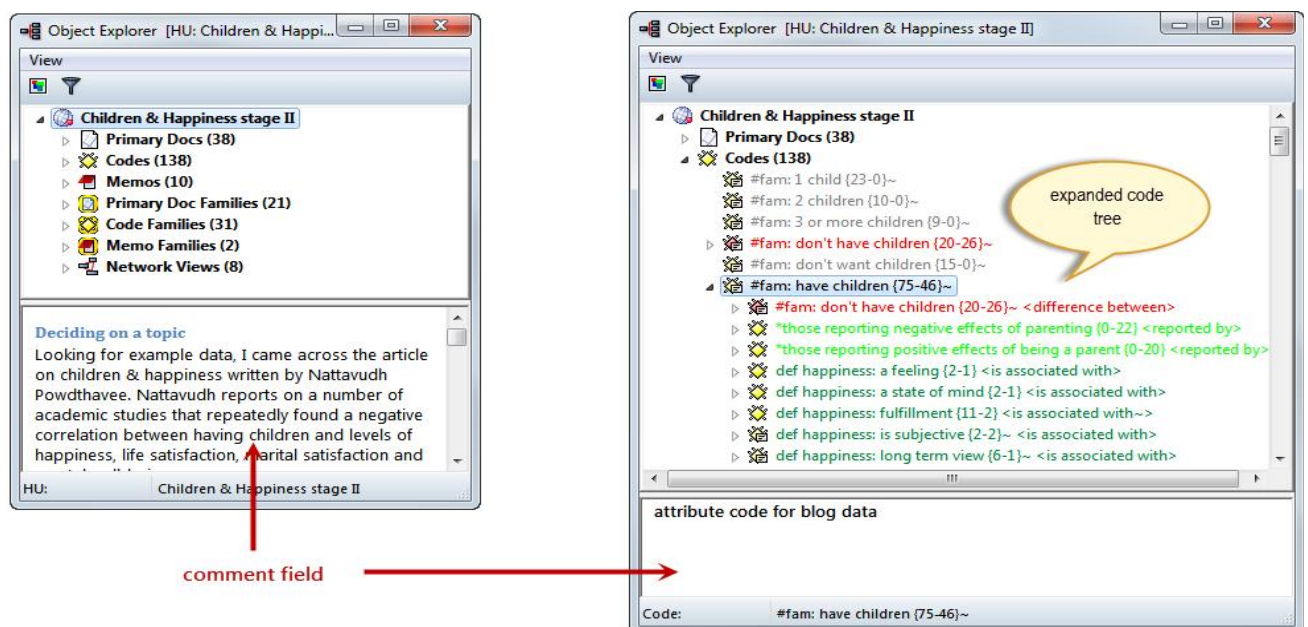 Object Explorer [HU: Children & Happi...
View
Children & Happiness stage II
Primary Docs (38)
Codes (138)
Memos (10)
Primary Doc Families (21)
Code Families (31)
Memo Families (2)
Network Views (8)
Deciding on a topic
Looking for example data, I came across the article
on children & happiness written by Nattavudh
Powdthavee. Nattavudh reports on a number of
academic studies that repeatedly found a negative
correlation between having children and levels of
happiness, life satisfaction, marital satisfaction and
HU: Children & Happiness stage II
comment field
Object Explorer [HU: Children & Happiness stage II]
View
Children & Happiness stage II
Primary Docs (38)
Codes (138)
#fam: 1 child {23-0}~
#fam: 2 children {10-0}~
#fam: 3 or more children {9-0}~
#fam: don't have children {20-26}~
#fam: don't want children {15-0}~
#fam: have children {75-46}~
#fam: don't have children {20-26}~ <difference between>
*those reporting negative effects of parenting {0-22} <reported by>
*those reporting positive effects of being a parent {0-20} <reported by>
def happiness: a feeling {2-1} <is associated with>
def happiness: a state of mind {2-1} <is associated with>
def happiness: fulfillment {11-2} <is associated with~>
def happiness: is subjective {2-2}~ <is associated with>
def happiness: long term view {6-1}~ <is associated with>
expanded code
tree
attribute code for blog data
Code: #fam: have children {75-46}~